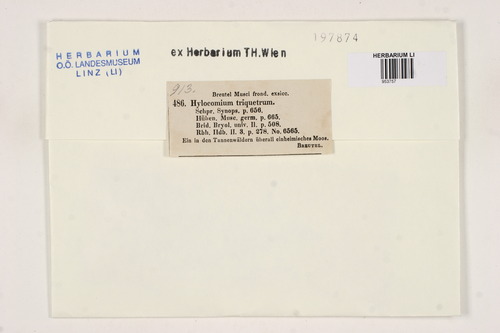 HERBARIUM
O.Ö. LANDESMUSEUM
LINZ (LI)
ex Herbarium TH.Wien
197874
HERBARIUM LI
913.
Breutel Musci frond. exsicc.
486. Hylocomium triquetrum.
Schpr. Synops. p. 656.
Hüben. Musc. germ. p. 665.
Brid. Bryol. univ. II. p. 508.
Rbh. Hdb. II. 3. p. 278. No. 6565.
Ein in den Tannenwäldern überall einheimisches Moos.
BREUTEL.